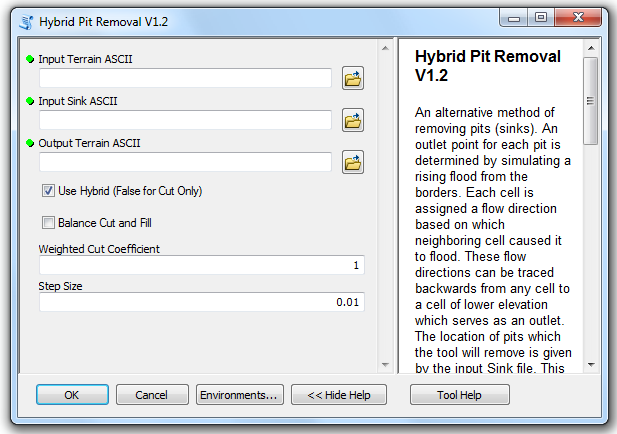 Hybrid Pit Removal V1.2
Input Terrain ASCII
Input Sink ASCII
Output Terrain ASCII
Use Hybrid (False for Cut Only)
Balance Cut and Fill
Weighted Cut Coefficient
1
Step Size
0.01
Hybrid Pit Removal
V1.2
An alternative method of
removing pits (sinks). An
outlet point for each pit is
determined by simulating a
rising flood from the
borders. Each cell is
assigned a flow direction
based on which
neighboring cell caused it
to flood. These flow
directions can be traced
backwards from any cell to
a cell of lower elevation
which serves as an outlet.
The location of pits which
the tool will remove is given
by the input Sink file. This
OK
Cancel
Environments...
<< Hide Help
Tool Help